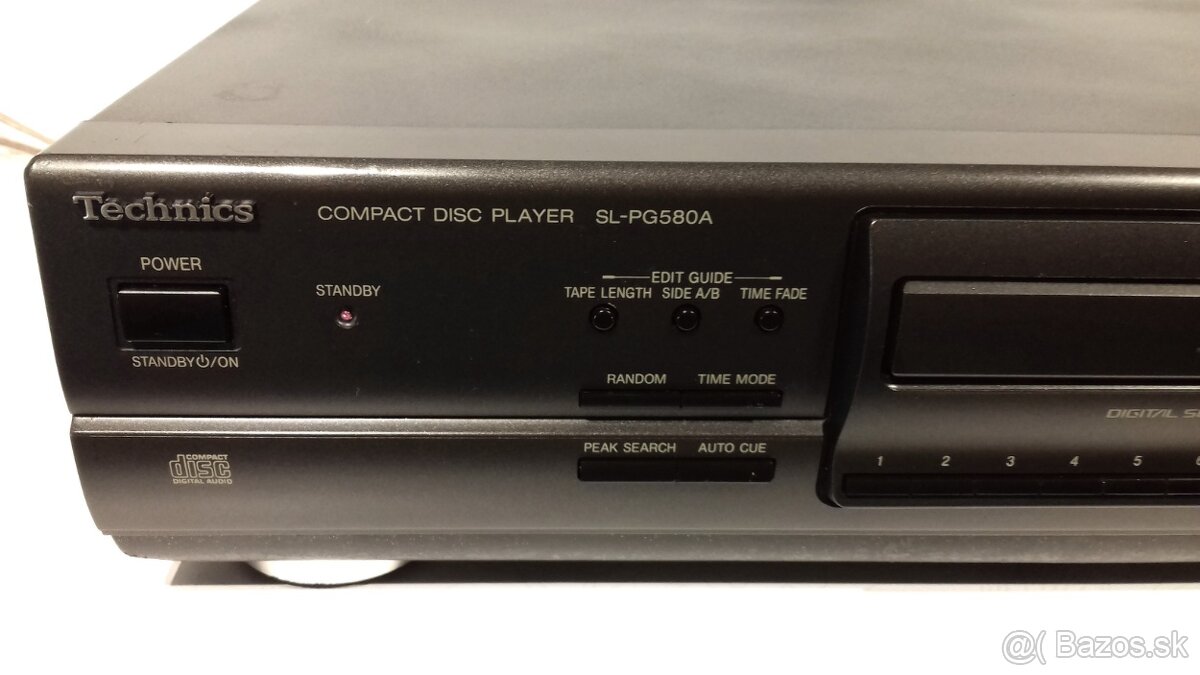 Technics
COMPACT DISC PLAYER SL-PG580A
POWER
STANDBY⏻/ON
STANDBY
EDIT GUIDE
TAPE LENGTH SIDE A/B TIME FADE
RANDOM TIME MODE
PEAK SEARCH AUTO CUE
COMPACT
disc
DIGITAL AUDIO
DIGITAL
1 2 3 4 5
@( Bazos.sk